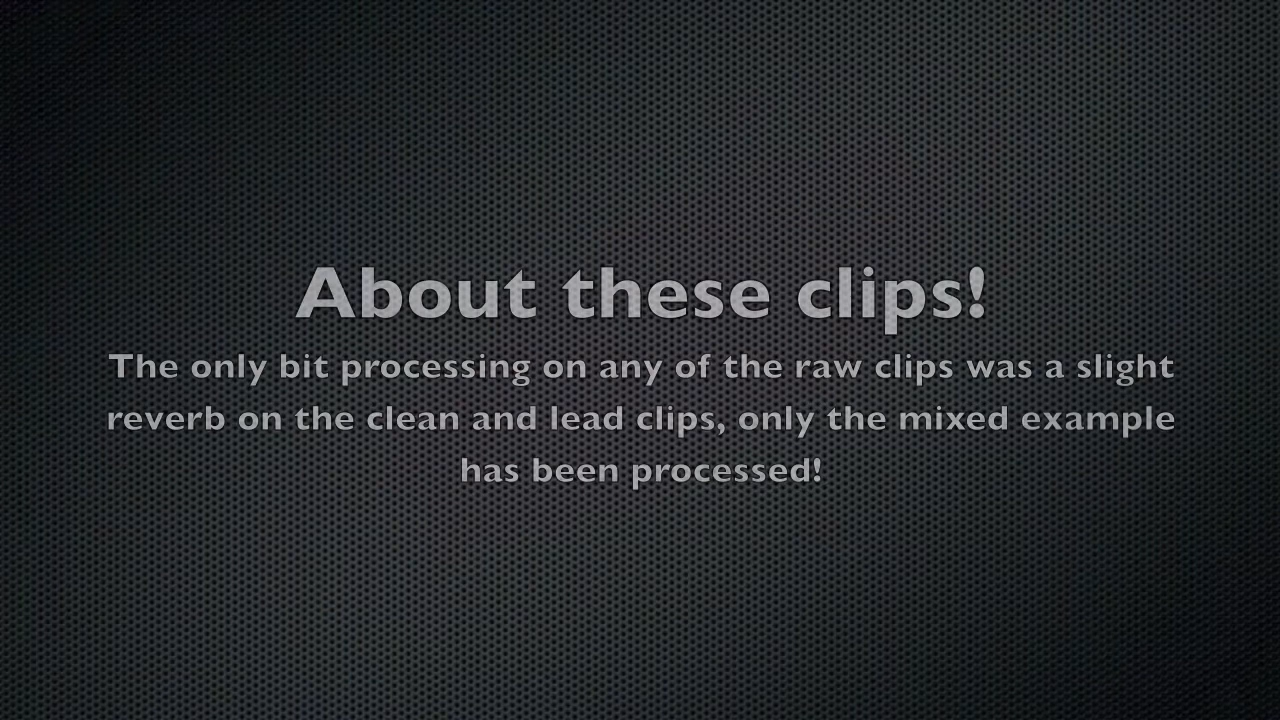 About these clips!
The only bit processing on any of the raw clips was a slight
reverb on the clean and lead clips, only the mixed example
has been processed!